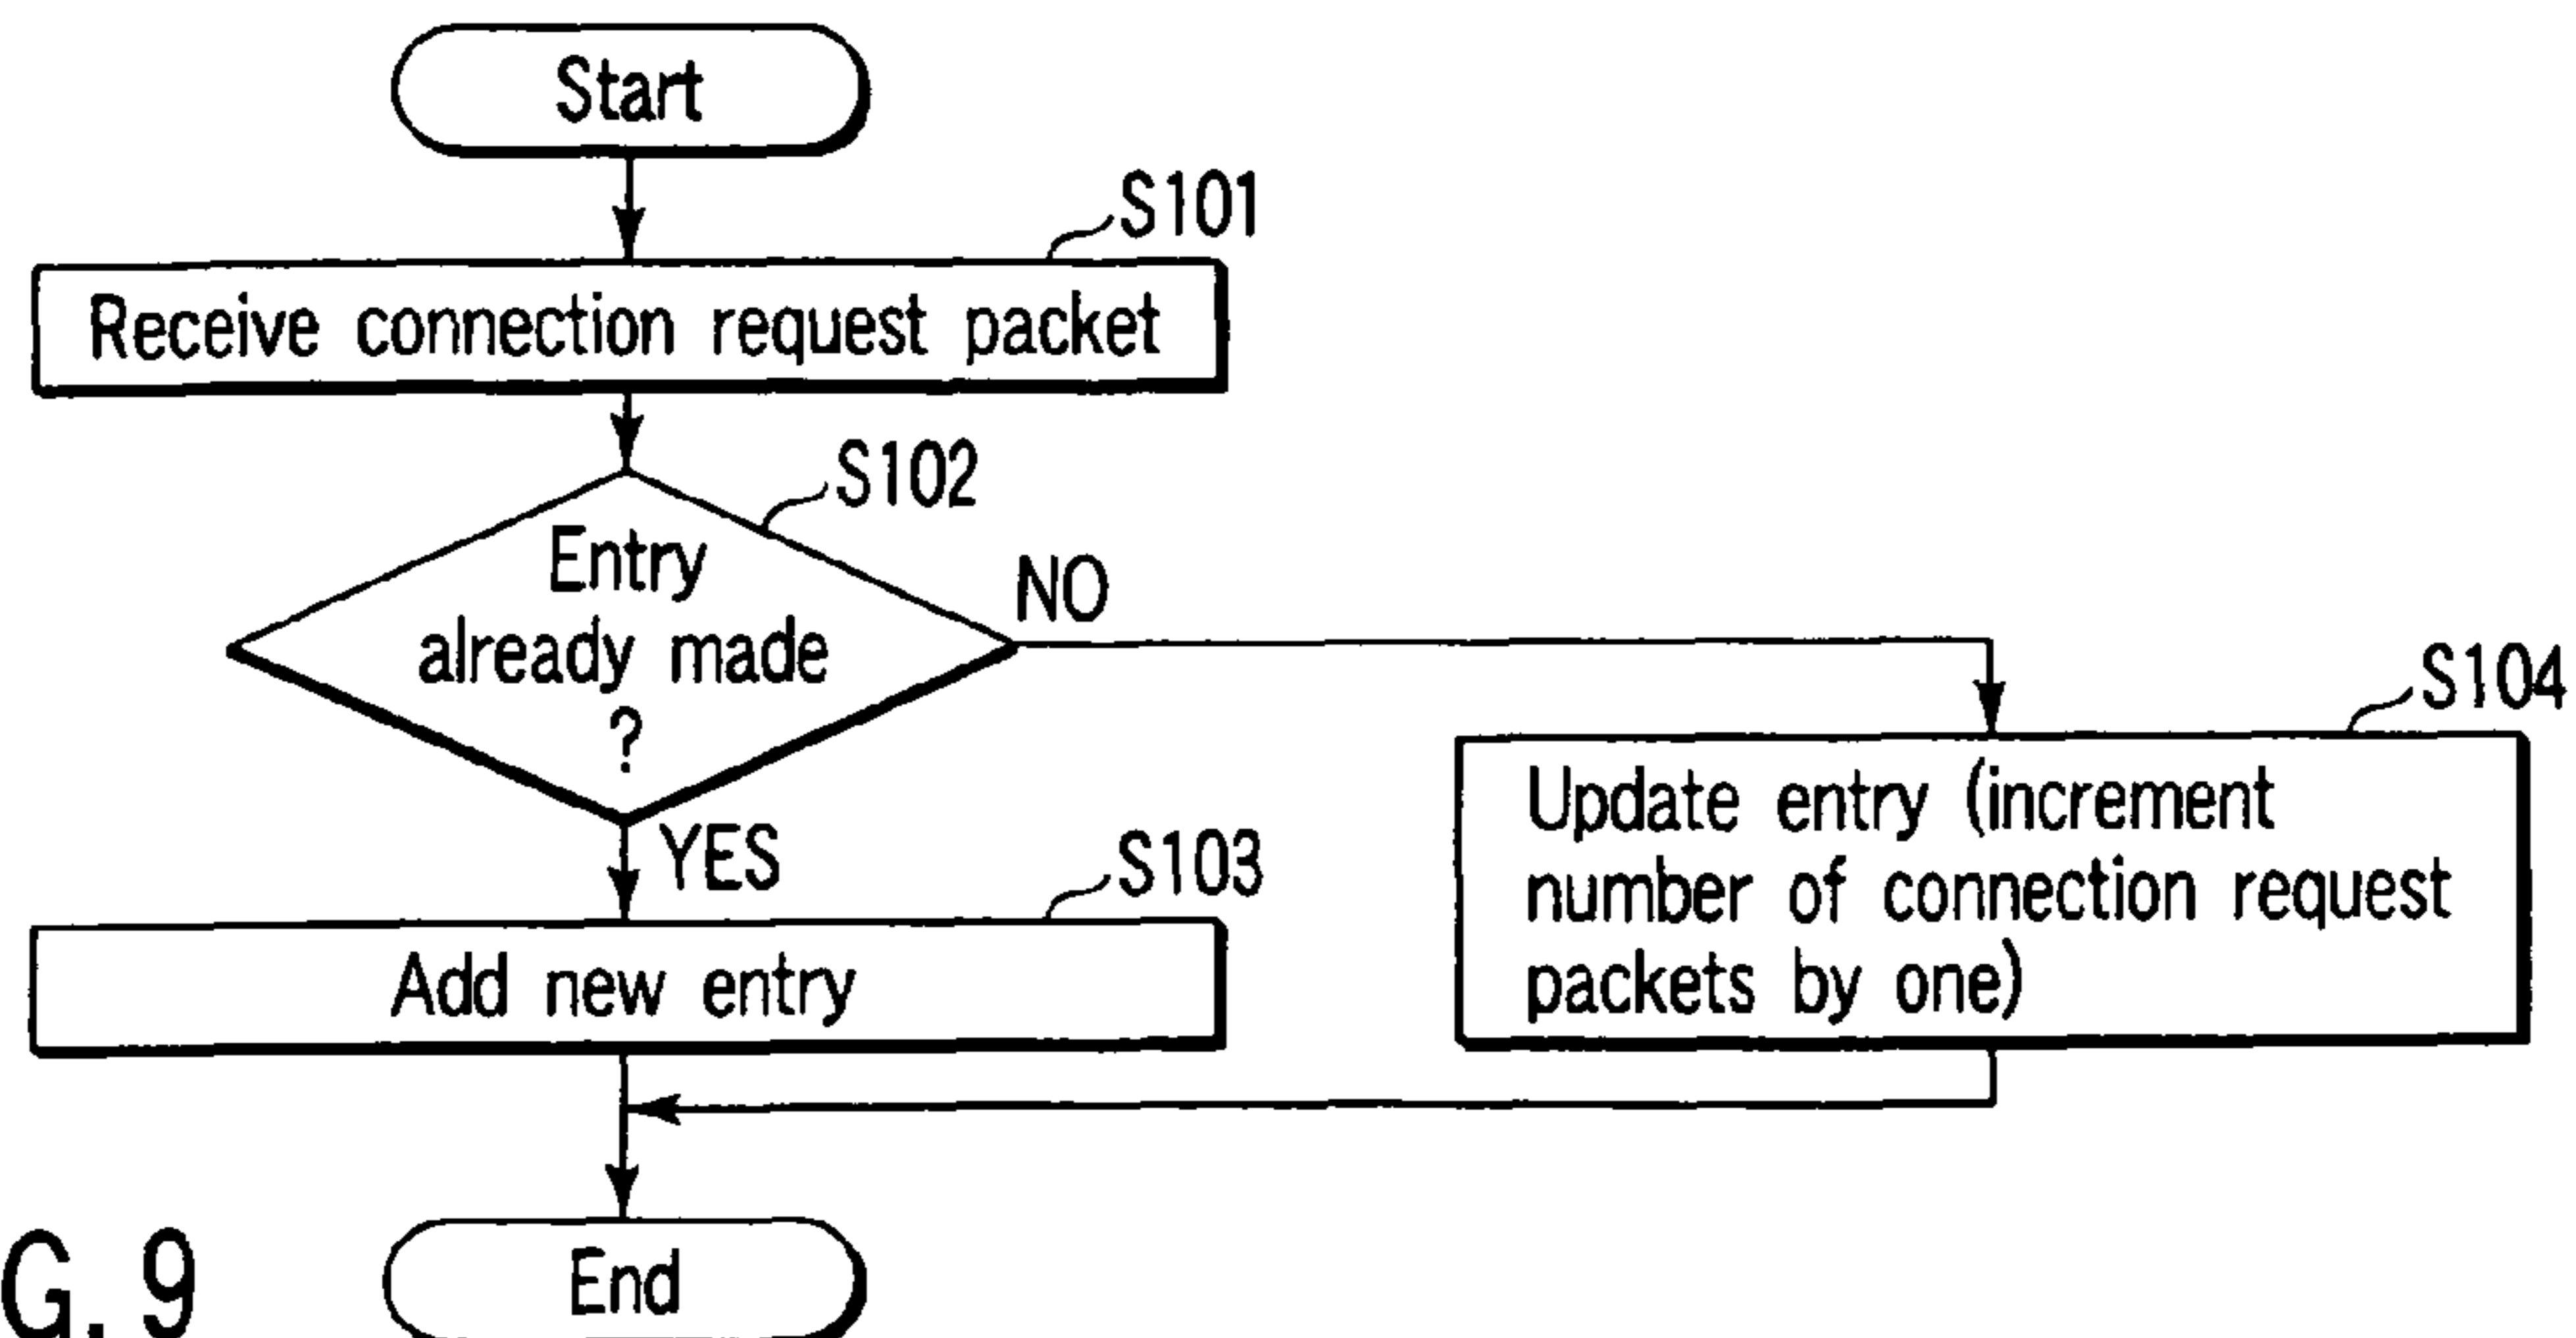 Start
S101
Receive connection request packet
S102
Entry
already made
?
NO
YES
S103
Add new entry
S104
Update entry (increment
number of connection request
packets by one)
End
G. 9